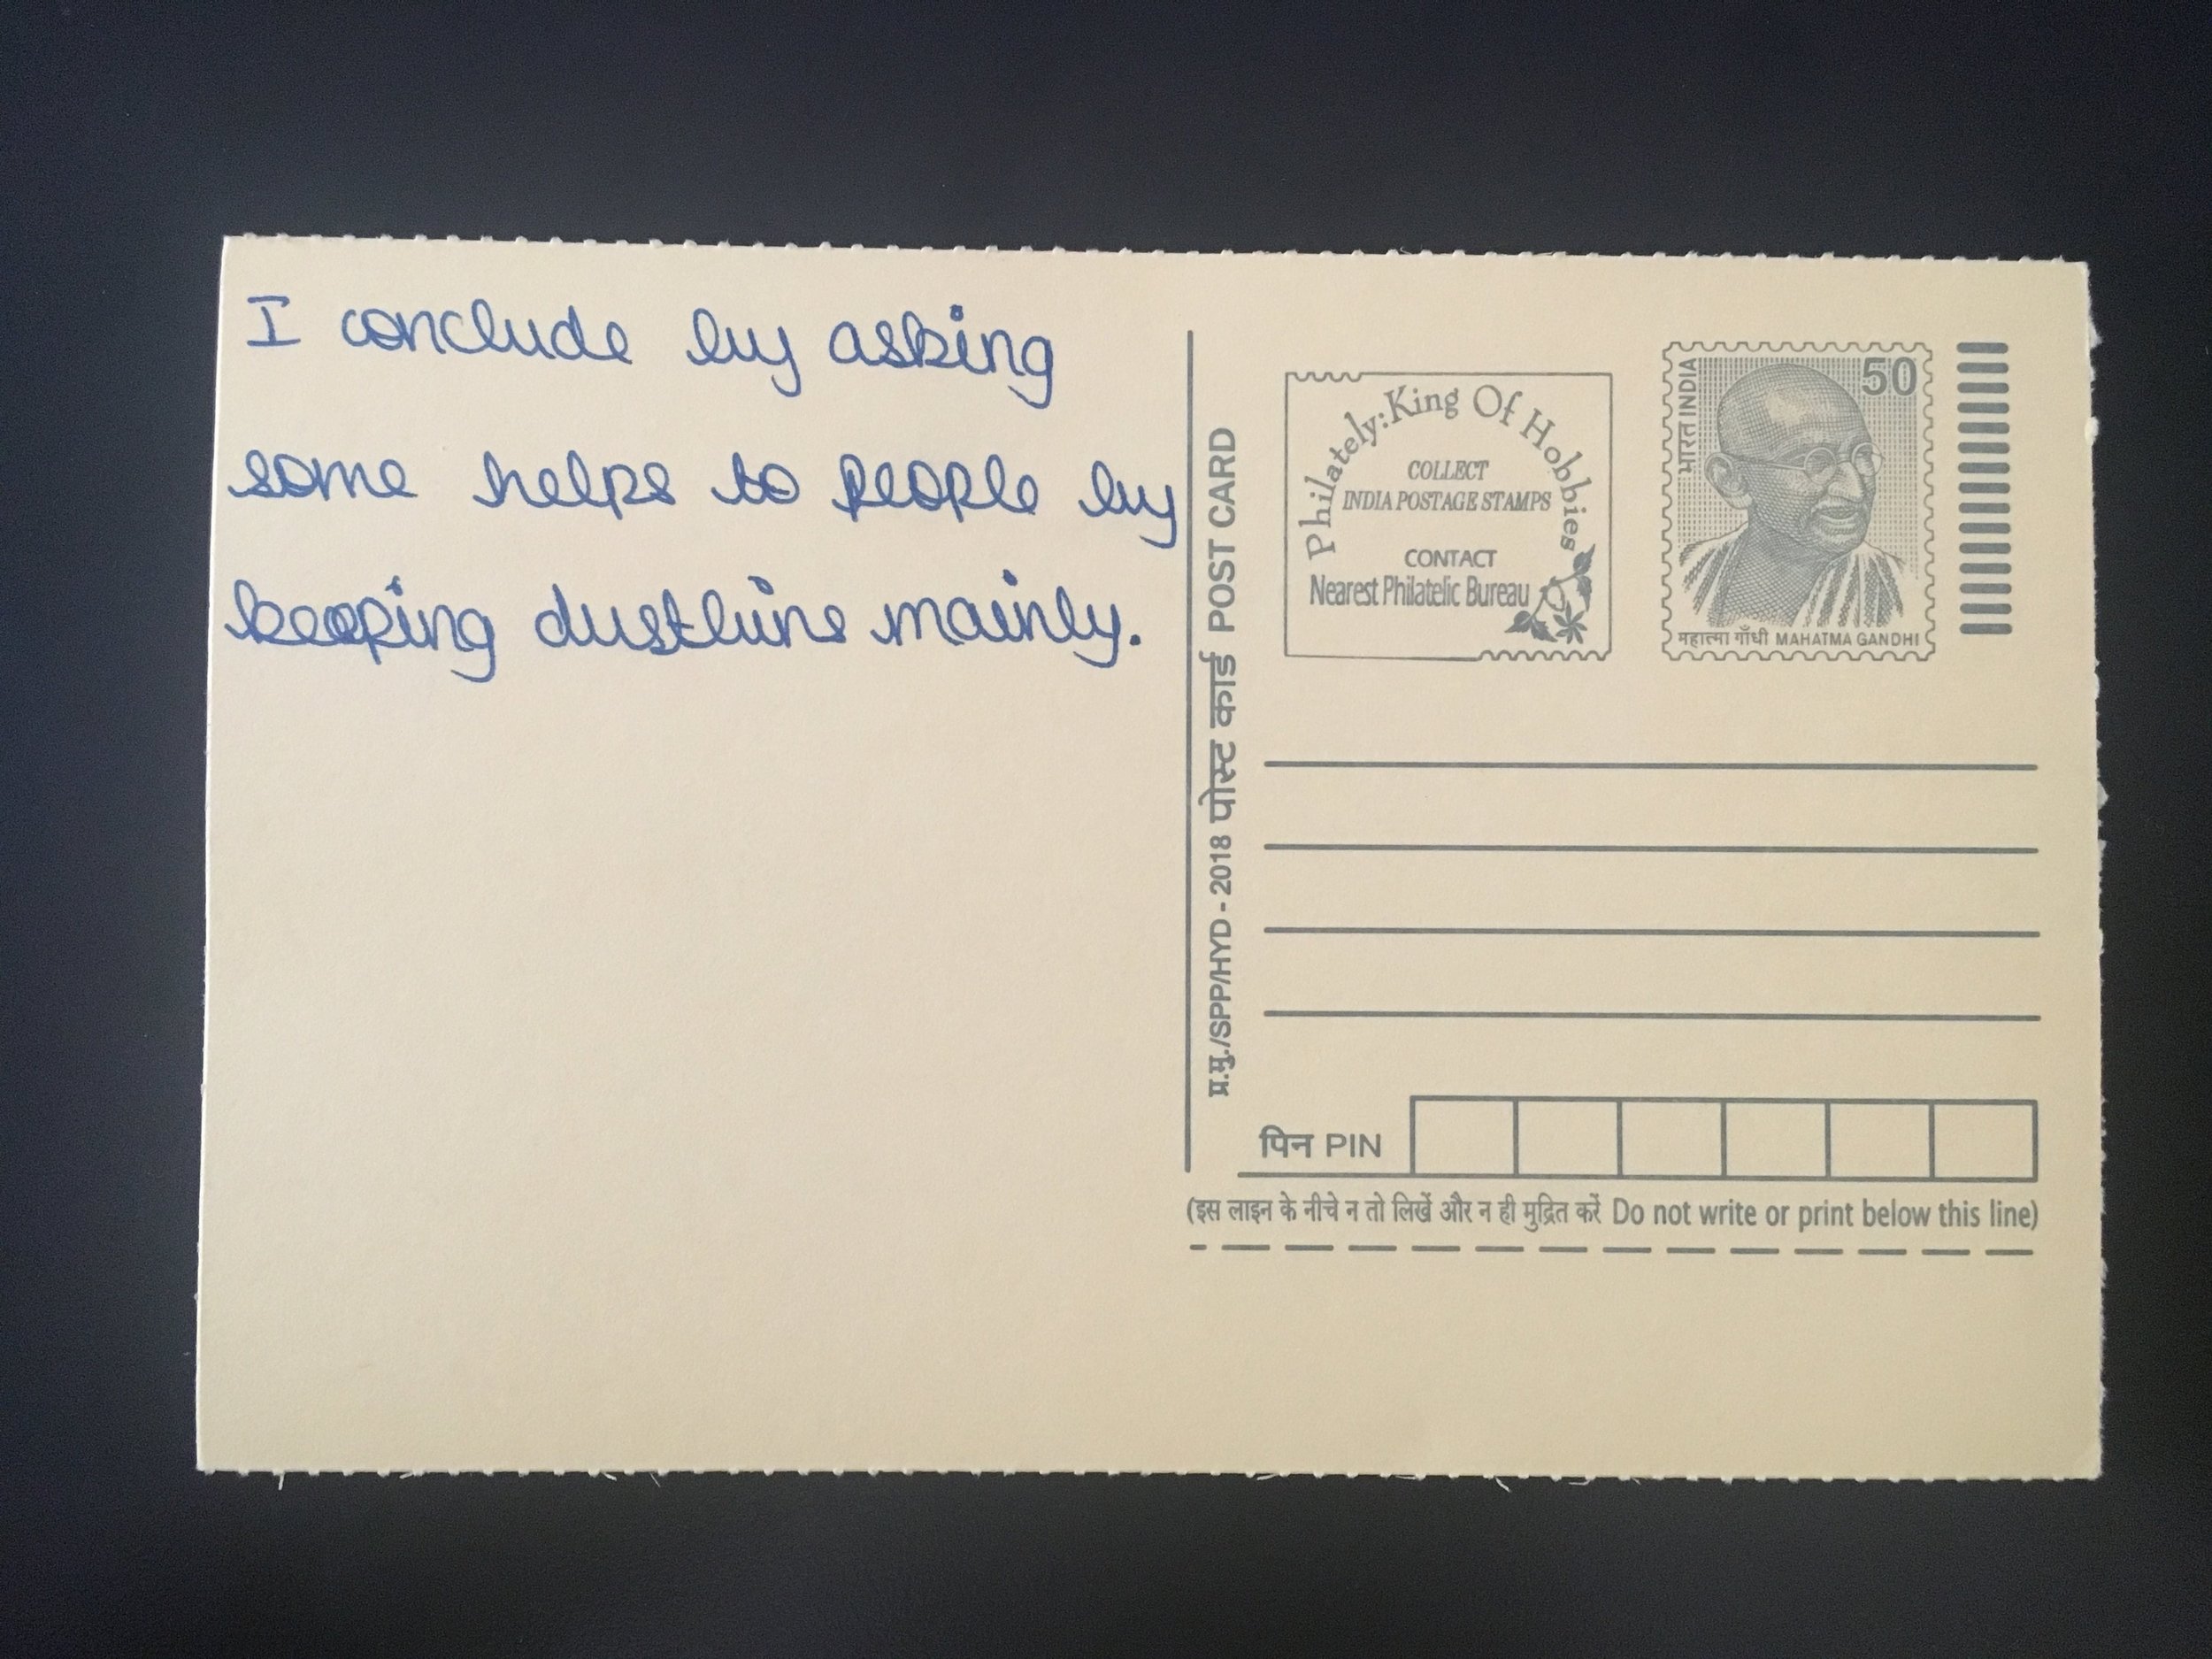 I conclude by asking
some helps to people by
keeping dustbins mainly.
प्र.मु./SPP/HYD - 2018 पोस्ट कार्ड POST CARD
Philately:King Of Hobbies
COLLECT
INDIA POSTAGE STAMPS
CONTACT
Nearest Philatelic Bureau
भारत INDIA
50
महात्मा गाँधी MAHATMA GANDHI
पिन PIN
(इस लाइन के नीचे न तो लिखें और न ही मुद्रित करें Do not write or print below this line)